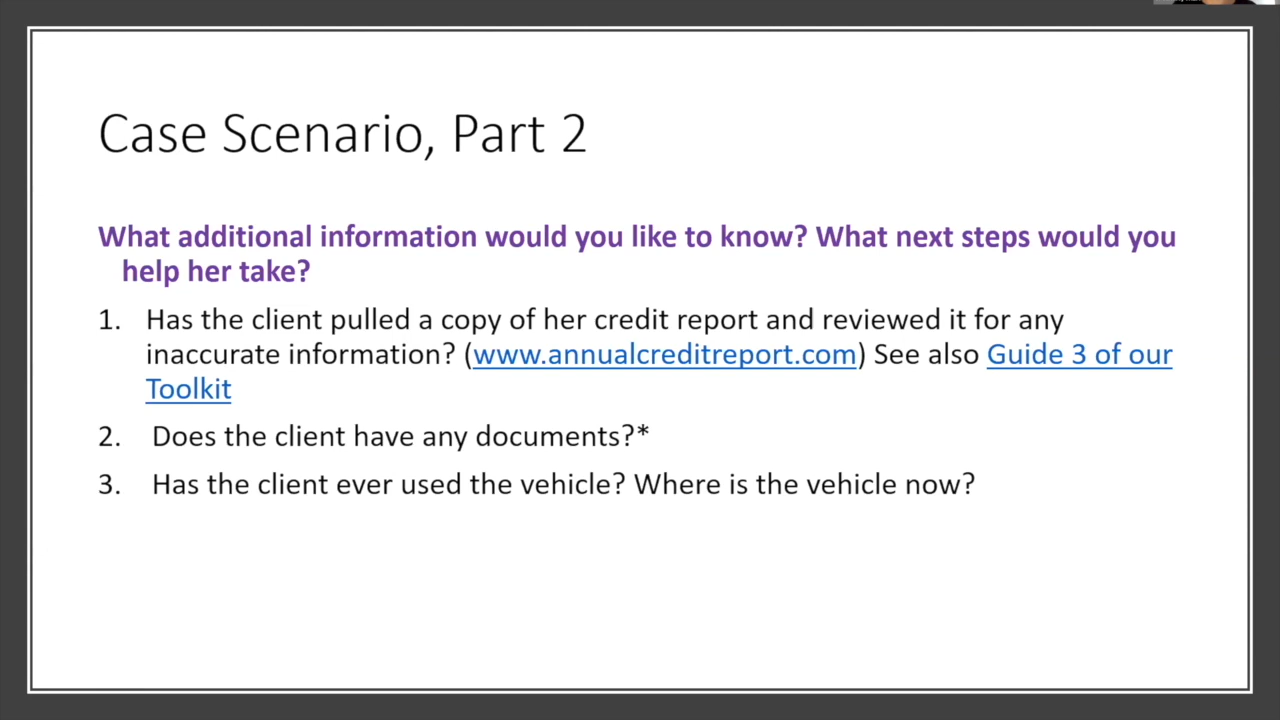 Case Scenario, Part 2
What additional information would you like to know? What next steps would you
help her take?
1. Has the client pulled a copy of her credit report and reviewed it for any
inaccurate information? (www.annualcreditreport.com) See also Guide 3 of our
Toolkit
2. Does the client have any documents?*
3. Has the client ever used the vehicle? Where is the vehicle now?